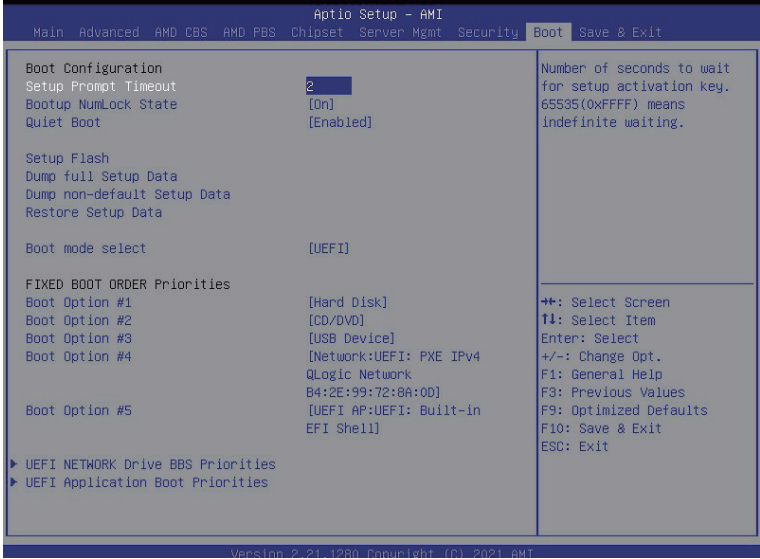 Aptio Setup – AMI
Main Advanced AMD CBS AMD PBS Chipset Server Mgmt Security Boot Save & Exit
Boot Configuration
Setup Prompt Timeout 2
Bootup NumLock State [On]
Quiet Boot [Enabled]
Setup Flash
Dump full Setup Data
Dump non-default Setup Data
Restore Setup Data
Boot mode select [UEFI]
FIXED BOOT ORDER Priorities
Boot Option #1 [Hard Disk]
Boot Option #2 [CD/DVD]
Boot Option #3 [USB Device]
Boot Option #4 [Network:UEFI: PXE IPv4
QLogic Network
B4:2E:99:72:8A:0D]
Boot Option #5 [UEFI AP:UEFI: Built-in
EFI Shell]
▶ UEFI NETWORK Drive BBS Priorities
▶ UEFI Application Boot Priorities
Number of seconds to wait
for setup activation key.
65535(0xFFFF) means
indefinite waiting.
→←: Select Screen
↑↓: Select Item
Enter: Select
+/-: Change Opt.
F1: General Help
F3: Previous Values
F9: Optimized Defaults
F10: Save & Exit
ESC: Exit
Version 2.21.1280 Copyright (C) 2021 AMI